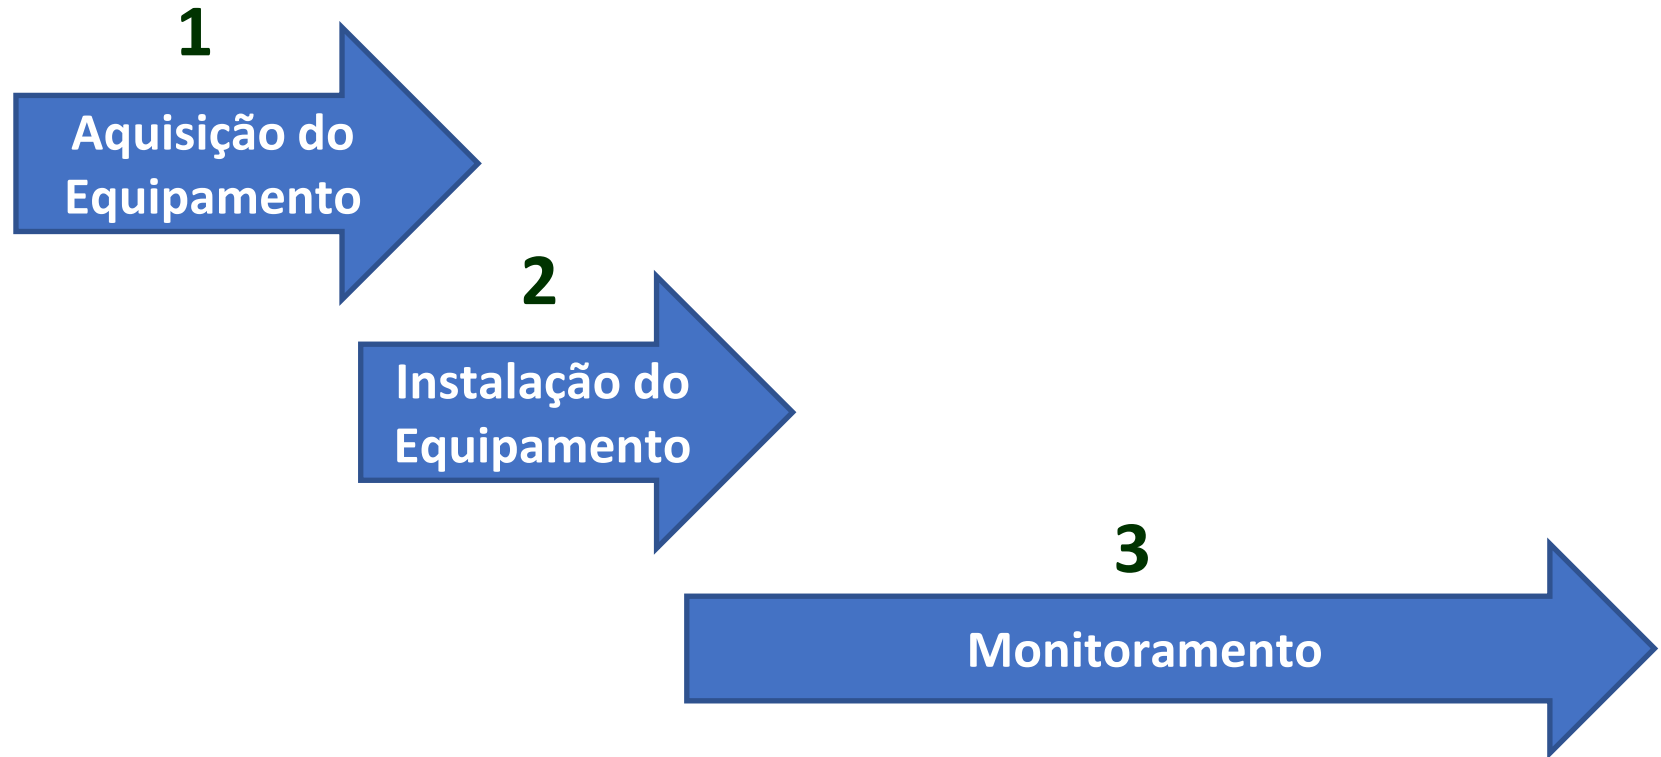 1
Aquisição do
Equipamento
2
Instalação do
Equipamento
3
Monitoramento